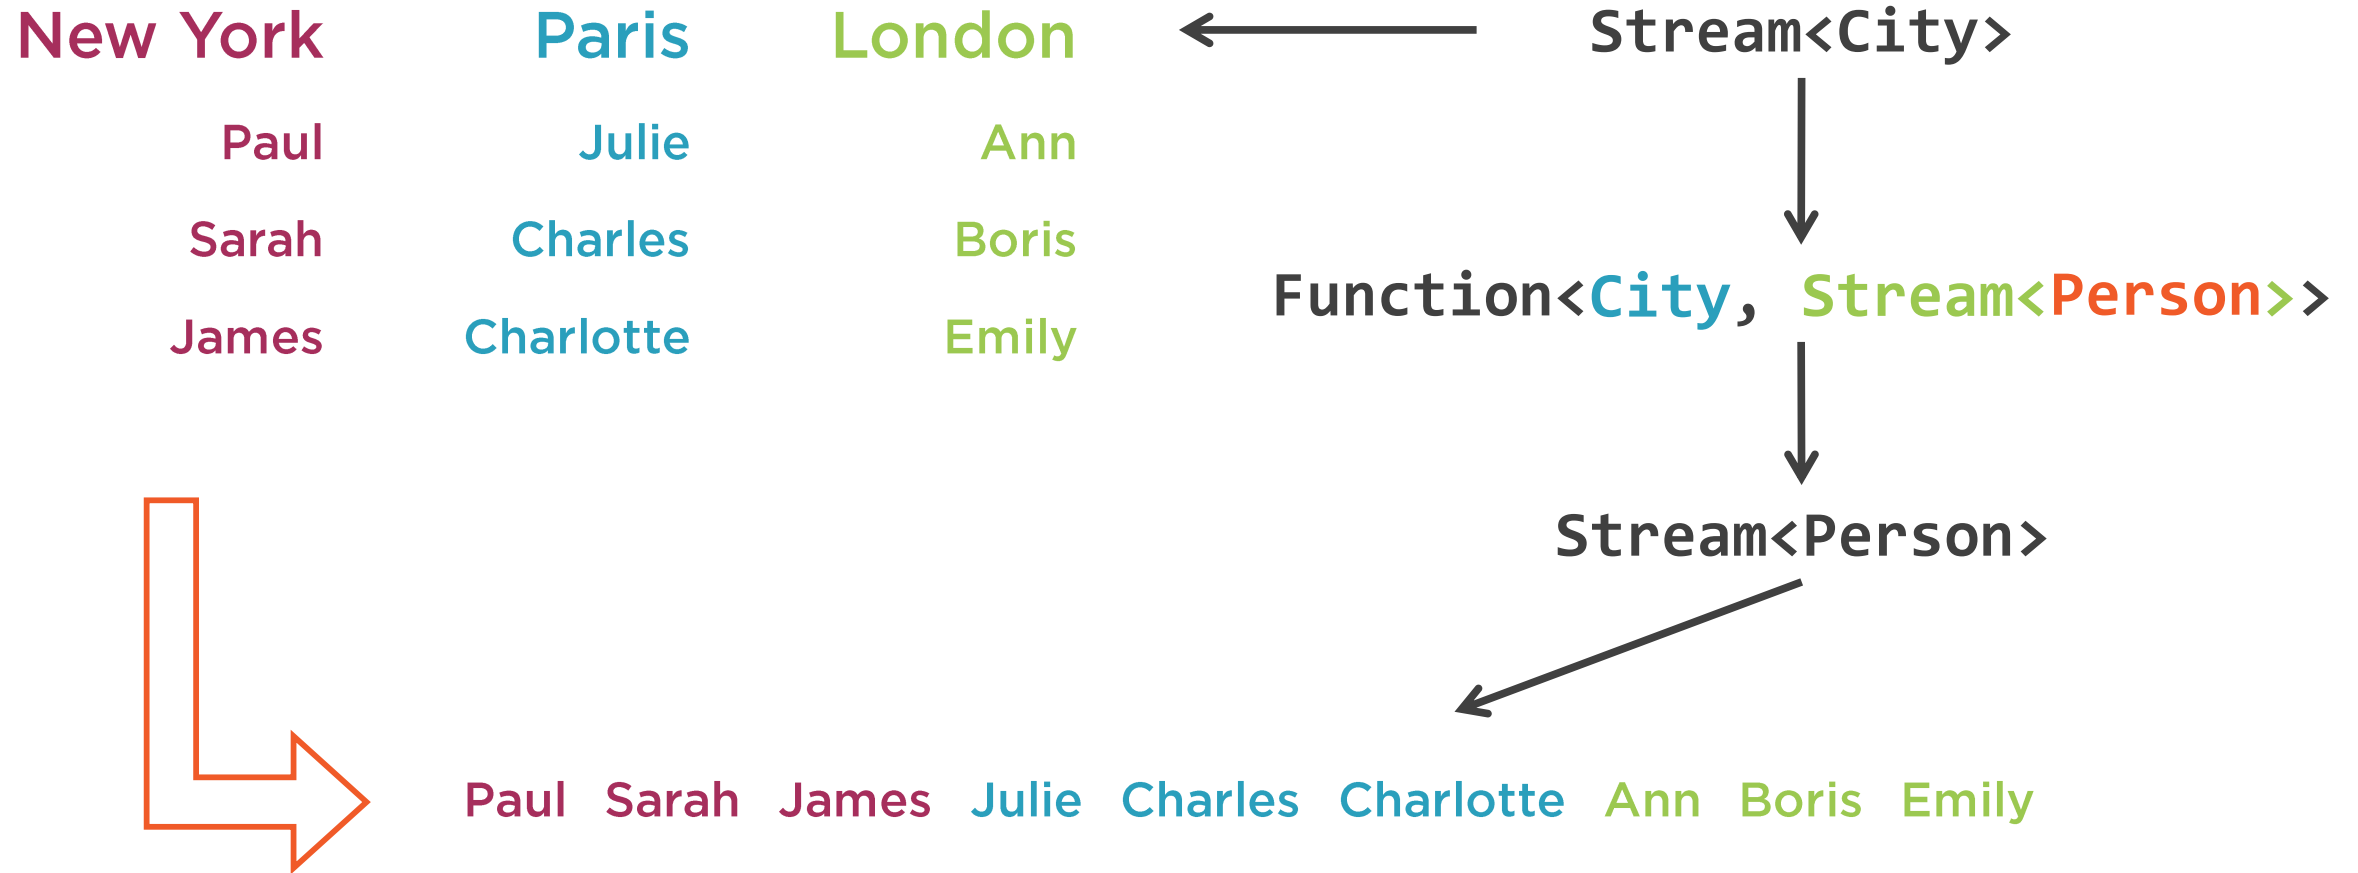 New York Paris London Stream<City>
Paul Julie Ann
Sarah Charles Boris
Function<City, Stream<Person>>
James Charlotte Emily
Stream<Person>
Paul Sarah James Julie Charles Charlotte Ann Boris Emily